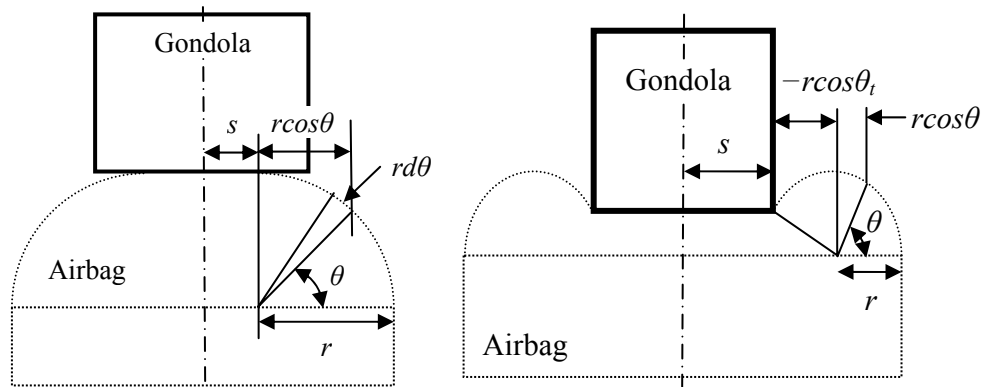 Gondola
s
rcosθ
rdθ
Airbag
θ
r
Gondola
−rcosθₜ
rcosθ
s
θ
r
Airbag